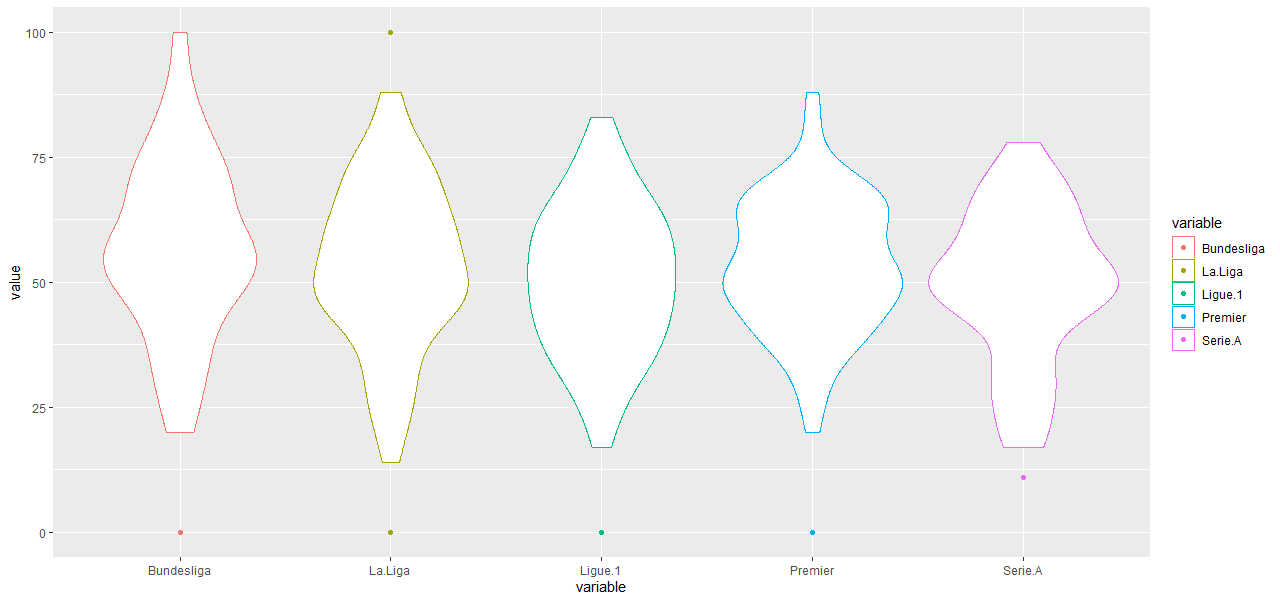 value
100
75
50
25
0
Bundesliga
La.Liga
Ligue.1
Premier
Serie.A
variable
variable
Bundesliga
La.Liga
Ligue.1
Premier
Serie.A